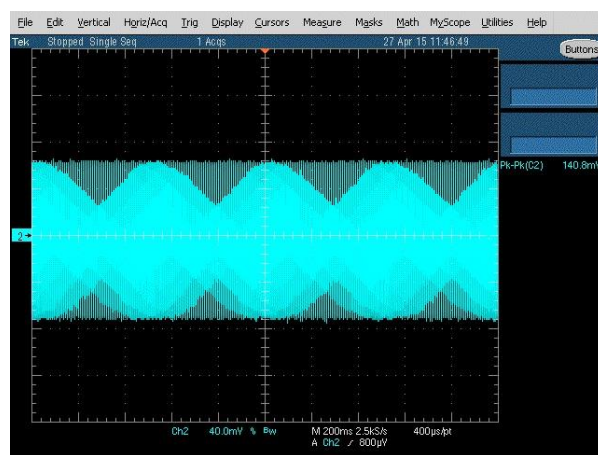 File Edit Vertical Horiz/Acq Trig Display Cursors Measure Masks Math MyScope Utilities Help
Tek Stopped Single Seq 1 Acqs 27 Apr 15 11:46:49 Buttons
Pk-Pk(C2) 140.8m
2
Ch2 40.0mV % Bw M 200ms 2.5kS/s 400µs/pt
A Ch2 / 800µV